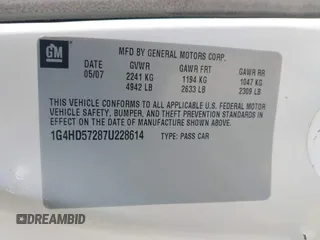 GM
MFD BY GENERAL MOTORS CORP.
DATE GVWR GAWR FRT GAWR RR
05/07 2241 KG 1194 KG 1047 KG
4942 LB 2633 LB 2309 LB
THIS VEHICLE CONFORMS TO ALL APPLICABLE U.S. FEDERAL MOTOR
VEHICLE SAFETY, BUMPER, AND THEFT PREVENTION STANDARDS
IN EFFECT ON THE DATE OF MANUFACTURE SHOWN ABOVE.
1G4HD57287U228614 TYPE: PASS CAR
DREAMBID